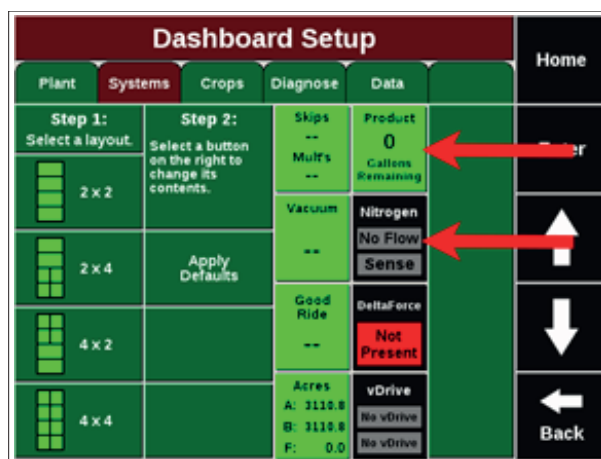 Dashboard Setup
Home
Plant
Systems
Crops
Diagnose
Data
Step 1:
Select a layout.
2 x 2
2 x 4
4 x 2
4 x 4
Step 2:
Select a button
on the right to
change its
contents.
Apply
Defaults
Skips
--
Mult's
--
Product
0
Gallons
Remaining
Vacuum
--
Nitrogen
No Flow
Sense
Good
Ride
--
DeltaForce
Not
Present
Acres
A: 3110.8
B: 3110.8
F: 0.0
vDrive
No vDrive
No vDrive
Back